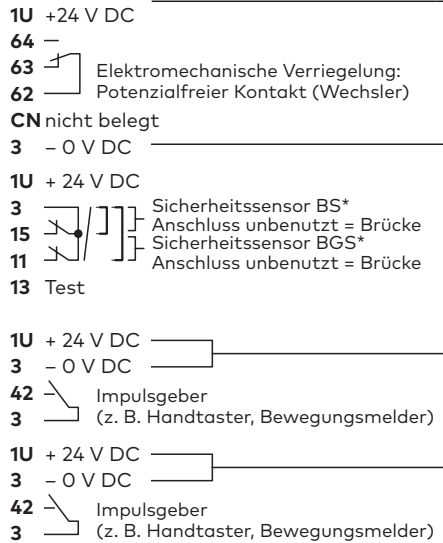 1U +24 V DC
64
63
Elektromechanische Verriegelung:
62 Potenzialfreier Kontakt (Wechsler)
CN nicht belegt
3 – 0 V DC
1U + 24 V DC
3 Sicherheitssensor BS*
Anschluss unbenutzt = Brücke
15
Sicherheitssensor BGS*
11 Anschluss unbenutzt = Brücke
13 Test
1U + 24 V DC
3 – 0 V DC
42 Impulsgeber
3 (z. B. Handtaster, Bewegungsmelder)
1U + 24 V DC
3 – 0 V DC
42 Impulsgeber
3 (z. B. Handtaster, Bewegungsmelder)